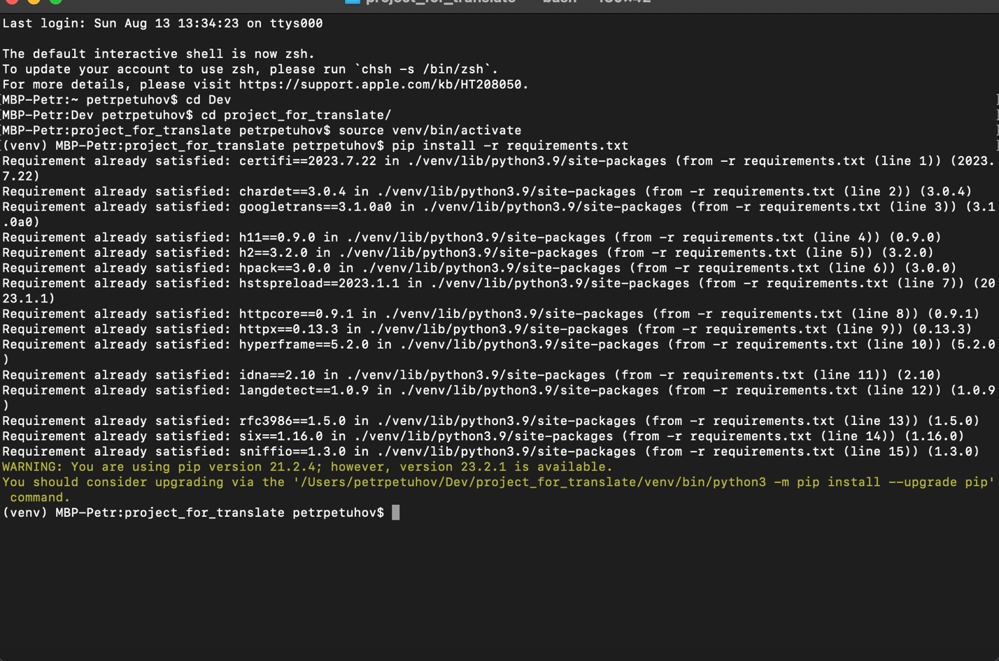 Last login: Sun Aug 13 13:34:23 on ttys000
The default interactive shell is now zsh.
To update your account to use zsh, please run `chsh -s /bin/zsh`.
For more details, please visit https://support.apple.com/kb/HT208050.
[MBP-Petr:~ petrpetuhov$ cd Dev ]
[MBP-Petr:Dev petrpetuhov$ cd project_for_translate/ ]
[MBP-Petr:project_for_translate petrpetuhov$ source venv/bin/activate ]
[(venv) MBP-Petr:project_for_translate petrpetuhov$ pip install -r requirements.txt ]
Requirement already satisfied: certifi==2023.7.22 in ./venv/lib/python3.9/site-packages (from -r requirements.txt (line 1)) (2023.
7.22)
Requirement already satisfied: chardet==3.0.4 in ./venv/lib/python3.9/site-packages (from -r requirements.txt (line 2)) (3.0.4)
Requirement already satisfied: googletrans==3.1.0a0 in ./venv/lib/python3.9/site-packages (from -r requirements.txt (line 3)) (3.1
.0a0)
Requirement already satisfied: h11==0.9.0 in ./venv/lib/python3.9/site-packages (from -r requirements.txt (line 4)) (0.9.0)
Requirement already satisfied: h2==3.2.0 in ./venv/lib/python3.9/site-packages (from -r requirements.txt (line 5)) (3.2.0)
Requirement already satisfied: hpack==3.0.0 in ./venv/lib/python3.9/site-packages (from -r requirements.txt (line 6)) (3.0.0)
Requirement already satisfied: hstspreload==2023.1.1 in ./venv/lib/python3.9/site-packages (from -r requirements.txt (line 7)) (20
23.1.1)
Requirement already satisfied: httpcore==0.9.1 in ./venv/lib/python3.9/site-packages (from -r requirements.txt (line 8)) (0.9.1)
Requirement already satisfied: httpx==0.13.3 in ./venv/lib/python3.9/site-packages (from -r requirements.txt (line 9)) (0.13.3)
Requirement already satisfied: hyperframe==5.2.0 in ./venv/lib/python3.9/site-packages (from -r requirements.txt (line 10)) (5.2.0
)
Requirement already satisfied: idna==2.10 in ./venv/lib/python3.9/site-packages (from -r requirements.txt (line 11)) (2.10)
Requirement already satisfied: langdetect==1.0.9 in ./venv/lib/python3.9/site-packages (from -r requirements.txt (line 12)) (1.0.9
)
Requirement already satisfied: rfc3986==1.5.0 in ./venv/lib/python3.9/site-packages (from -r requirements.txt (line 13)) (1.5.0)
Requirement already satisfied: six==1.16.0 in ./venv/lib/python3.9/site-packages (from -r requirements.txt (line 14)) (1.16.0)
Requirement already satisfied: sniffio==1.3.0 in ./venv/lib/python3.9/site-packages (from -r requirements.txt (line 15)) (1.3.0)
WARNING: You are using pip version 21.2.4; however, version 23.2.1 is available.
You should consider upgrading via the '/Users/petrpetuhov/Dev/project_for_translate/venv/bin/python3 -m pip install --upgrade pip'
 command.
(venv) MBP-Petr:project_for_translate petrpetuhov$